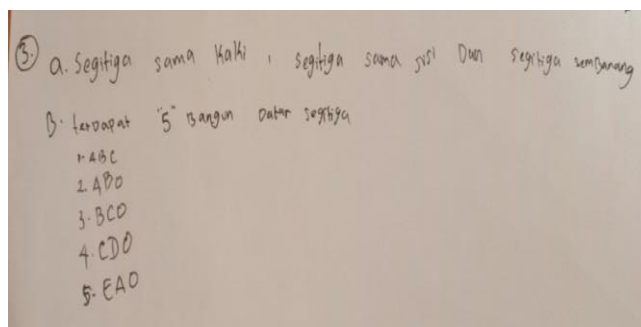 3. a. Segitiga sama kaki, segitiga sama sisi Dan segitiga sembarang
B. terdapat "5" Bangun Datar segitiga
1. ABC
2. ABO
3. BCO
4. CDO
5. EAO